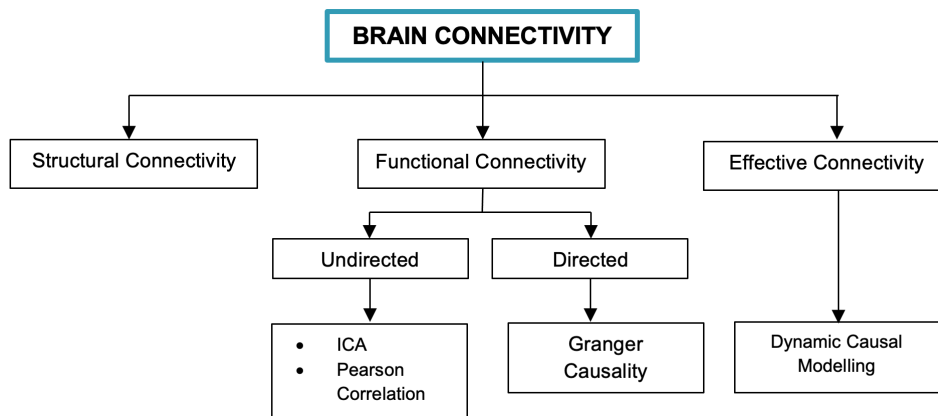 BRAIN CONNECTIVITY
Structural Connectivity
Functional Connectivity
Effective Connectivity
Undirected
Directed
• ICA
• Pearson
Correlation
Granger
Causality
Dynamic Causal
Modelling